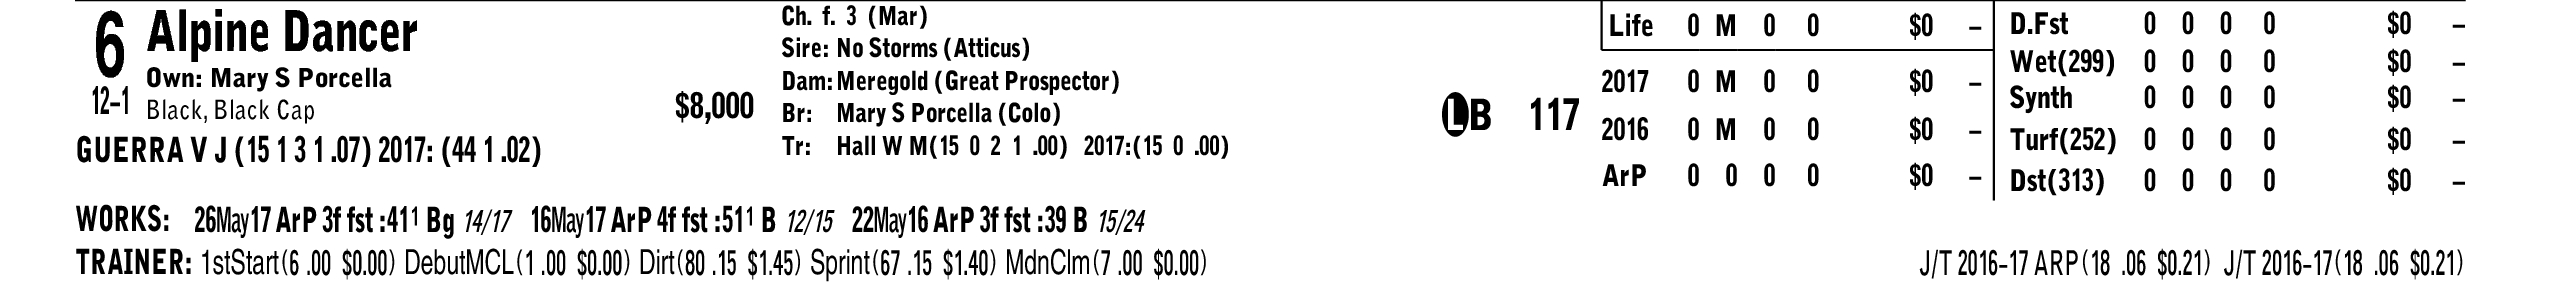 6 Alpine Dancer
Own: Mary S Porcella
12–1 Black, Black Cap $8,000
GUERRA V J (15 1 3 1 .07) 2017: (44 1 .02)
Ch. f. 3 (Mar)
Sire: No Storms (Atticus)
Dam: Meregold (Great Prospector)
Br: Mary S Porcella (Colo)
Tr: Hall W M(15 0 2 1 .00) 2017:(15 0 .00)
LB 117
Life 0 M 0 0 $0 –
2017 0 M 0 0 $0 –
2016 0 M 0 0 $0 –
ArP 0 0 0 0 $0 –
D.Fst 0 0 0 0 $0 –
Wet(299) 0 0 0 0 $0 –
Synth 0 0 0 0 $0 –
Turf(252) 0 0 0 0 $0 –
Dst(313) 0 0 0 0 $0 –
WORKS: 26May17 ArP 3f fst :41¹ Bg 14/17 16May17 ArP 4f fst :51¹ B 12/15 22May16 ArP 3f fst :39 B 15/24
TRAINER: 1stStart(6 .00 $0.00) DebutMCL(1 .00 $0.00) Dirt(80 .15 $1.45) Sprint(67 .15 $1.40) MdnClm(7 .00 $0.00) J/T 2016–17 ARP(18 .06 $0.21) J/T 2016–17(18 .06 $0.21)